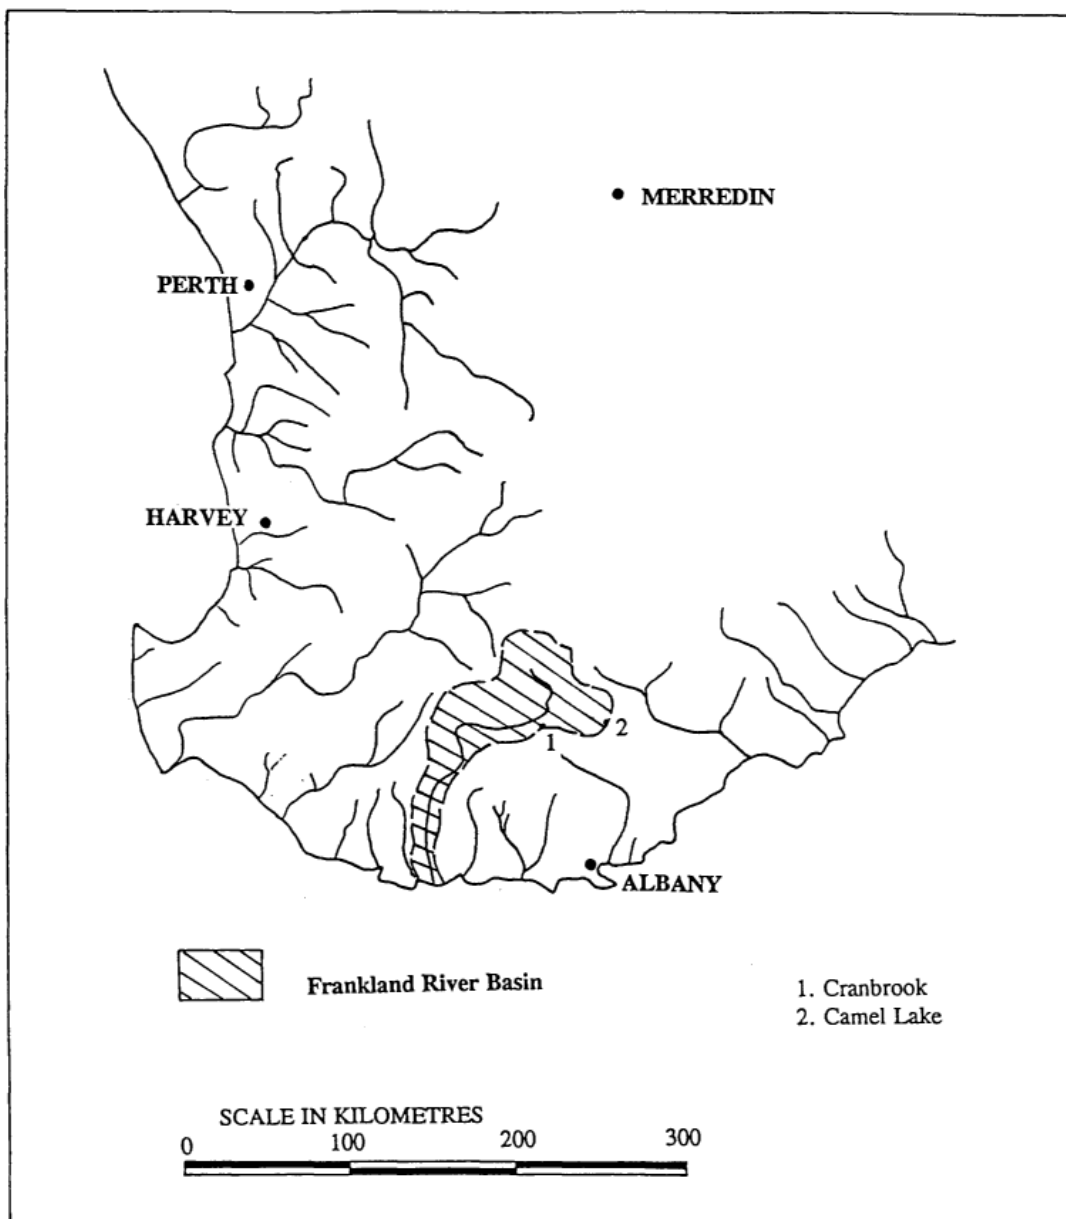 MERREDIN
PERTH
HARVEY
2
1
ALBANY
Frankland River Basin
1. Cranbrook
2. Camel Lake
SCALE IN KILOMETRES
0 100 200 300